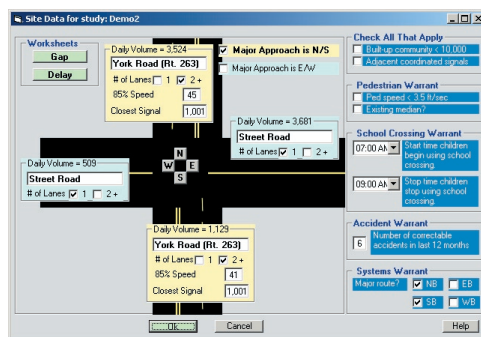 Site Data for study: Demo2
Worksheets
Gap
Delay
Daily Volume = 3,524
York Road (Rt. 263)
# of Lanes 1 2 +
85% Speed 45
Closest Signal 1,001
Major Approach is N/S
Major Approach is E/W
Daily Volume = 3,681
Street Road
# of Lanes 1 2 +
Daily Volume = 509
Street Road
# of Lanes 1 2 +
N
W E
S
Daily Volume = 1,129
York Road (Rt. 263)
# of Lanes 1 2 +
85% Speed 41
Closest Signal 1,001
Check All That Apply
Built-up community < 10,000
Adjacent coordinated signals
Pedestrian Warrant
Ped speed < 3.5 ft/sec
Existing median?
School Crossing Warrant
07:00 AM Start time children
begin using school
crossing.
09:00 AM Stop time children
stop using school
crossing.
Accident Warrant
6 Number of correctable
accidents in last 12 months
Systems Warrant
Major route? NB EB
SB WB
OK Cancel Help